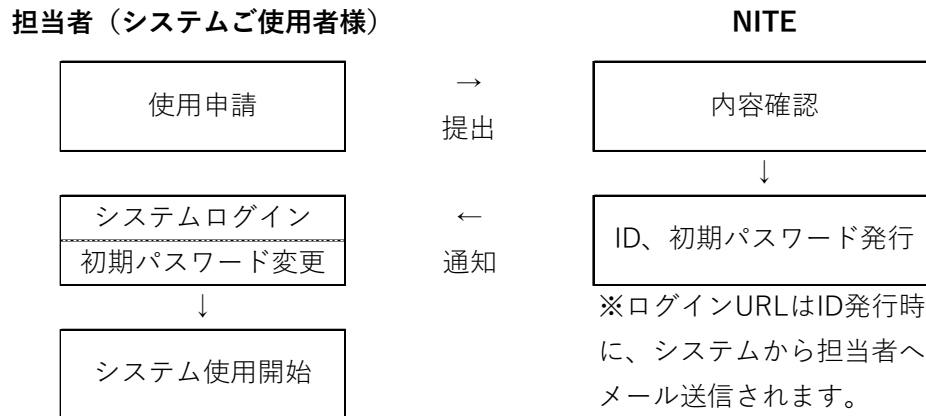 担当者（システムご使用者様）
NITE
使用申請
→
提出
内容確認
↓
システムログイン
初期パスワード変更
←
通知
ID、初期パスワード発行
↓
システム使用開始
※ログインURLはID発行時
に、システムから担当者へ
メール送信されます。